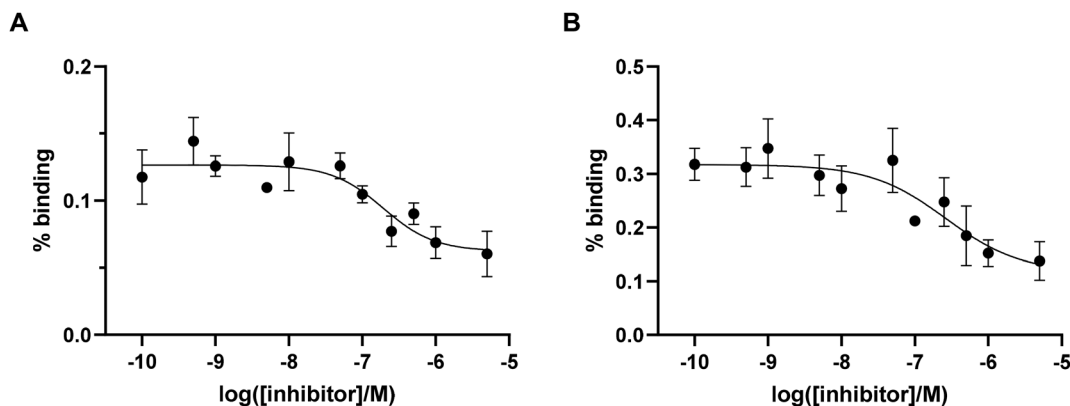 A
% binding
0.2
0.1
0.0
-10 -9 -8 -7 -6 -5
log([inhibitor]/M)
B
% binding
0.5
0.4
0.3
0.2
0.1
0.0
-10 -9 -8 -7 -6 -5
log([inhibitor]/M)